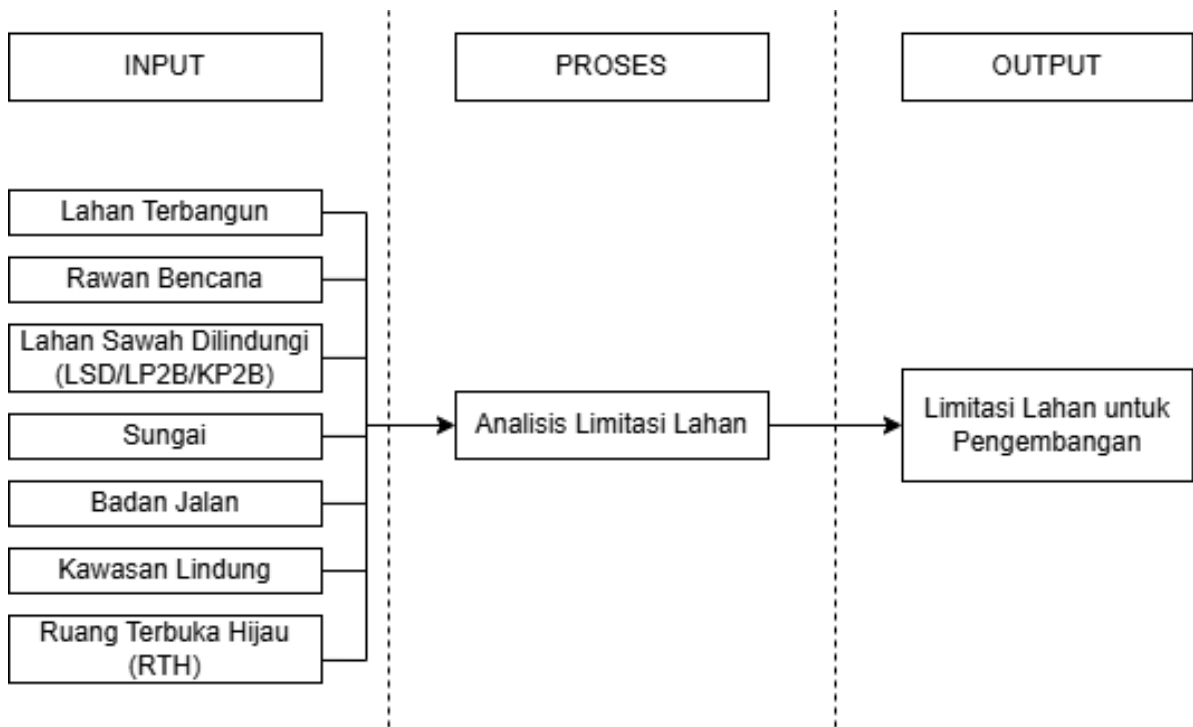 INPUT
PROSES
OUTPUT
Lahan Terbangun
Rawan Bencana
Lahan Sawah Dilindungi
(LSD/LP2B/KP2B)
Sungai
Badan Jalan
Kawasan Lindung
Ruang Terbuka Hijau
(RTH)
Analisis Limitasi Lahan
Limitasi Lahan untuk
Pengembangan